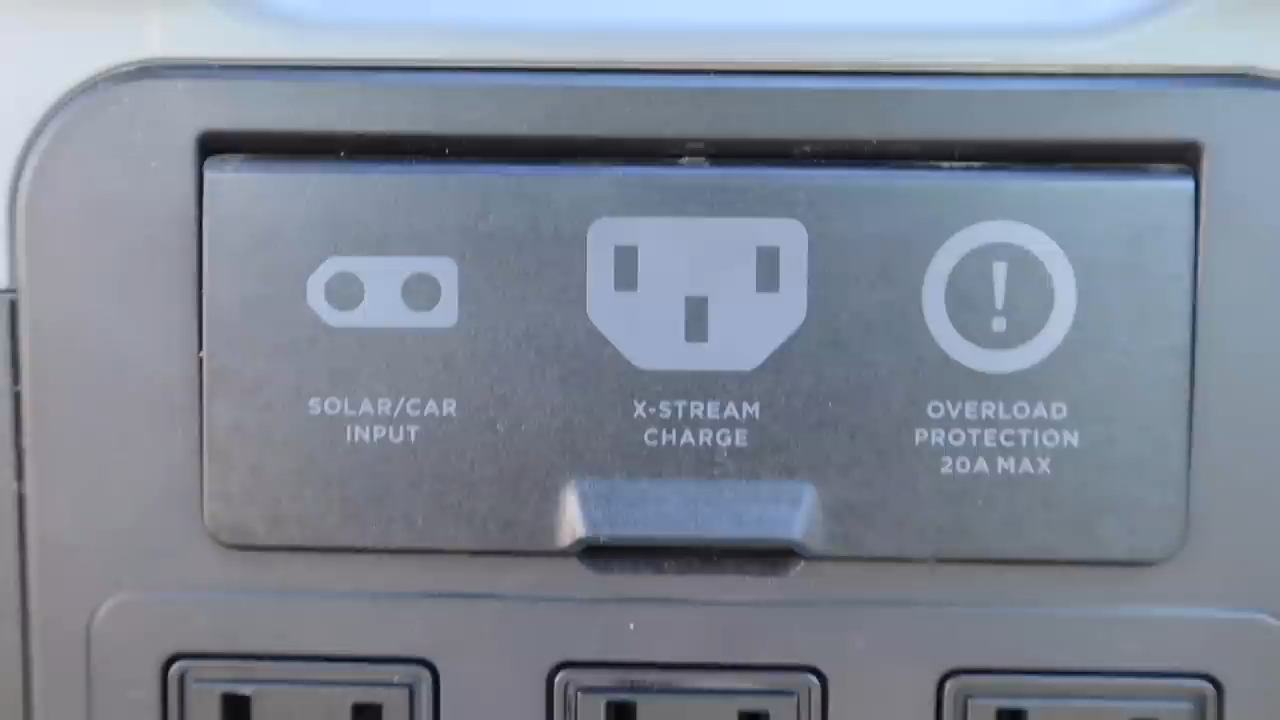 SOLAR/CAR
INPUT
X-STREAM
CHARGE
OVERLOAD
PROTECTION
20A MAX